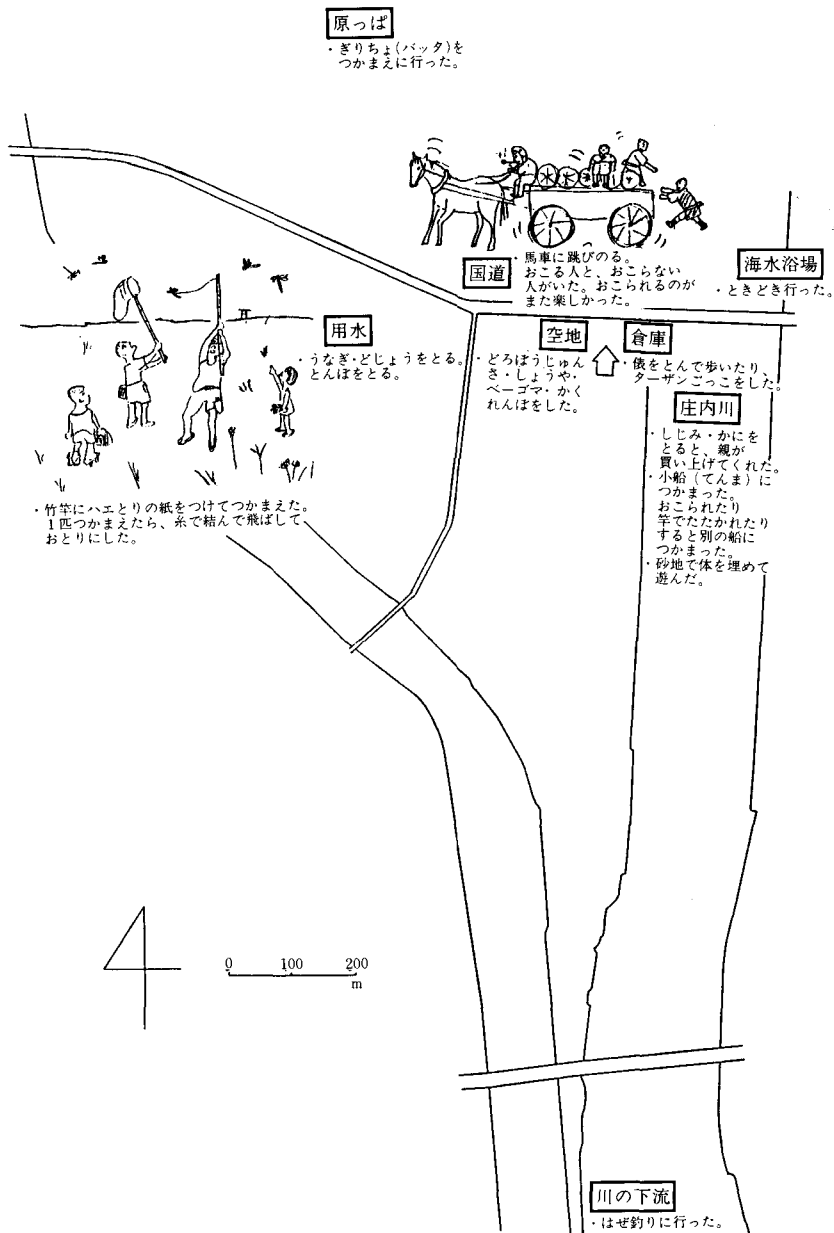 原っぱ
・ぎりちょ(バッタ)を
つかまえに行った。
国道
・馬車に跳びのる。
おこる人と、おこらない
人がいた。おこられるのが
また楽しかった。
海水浴場
・ときどき行った。
用水
・うなぎ・どじょうをとる。
とんぼをとる。
空地
・どろぼうじゅん
さ・しょうや・
ベーゴマ・かく
れんぼをした。
倉庫
・俵をとんで歩いたり、
ターザンごっこをした。
庄内川
・しじみ・かにを
とると、親が
買い上げてくれた。
・小船(てんま)に
つかまった。
おこられたり
竿でたたかれたり
すると別の船に
つかまった。
・砂地で体を埋めて
遊んだ。
・竹竿にハエとりの紙をつけてつかまえた。
1匹つかまえたら、糸で結んで飛ばして
おとりにした。
0 100 200
m
川の下流
・はぜ釣りに行った。